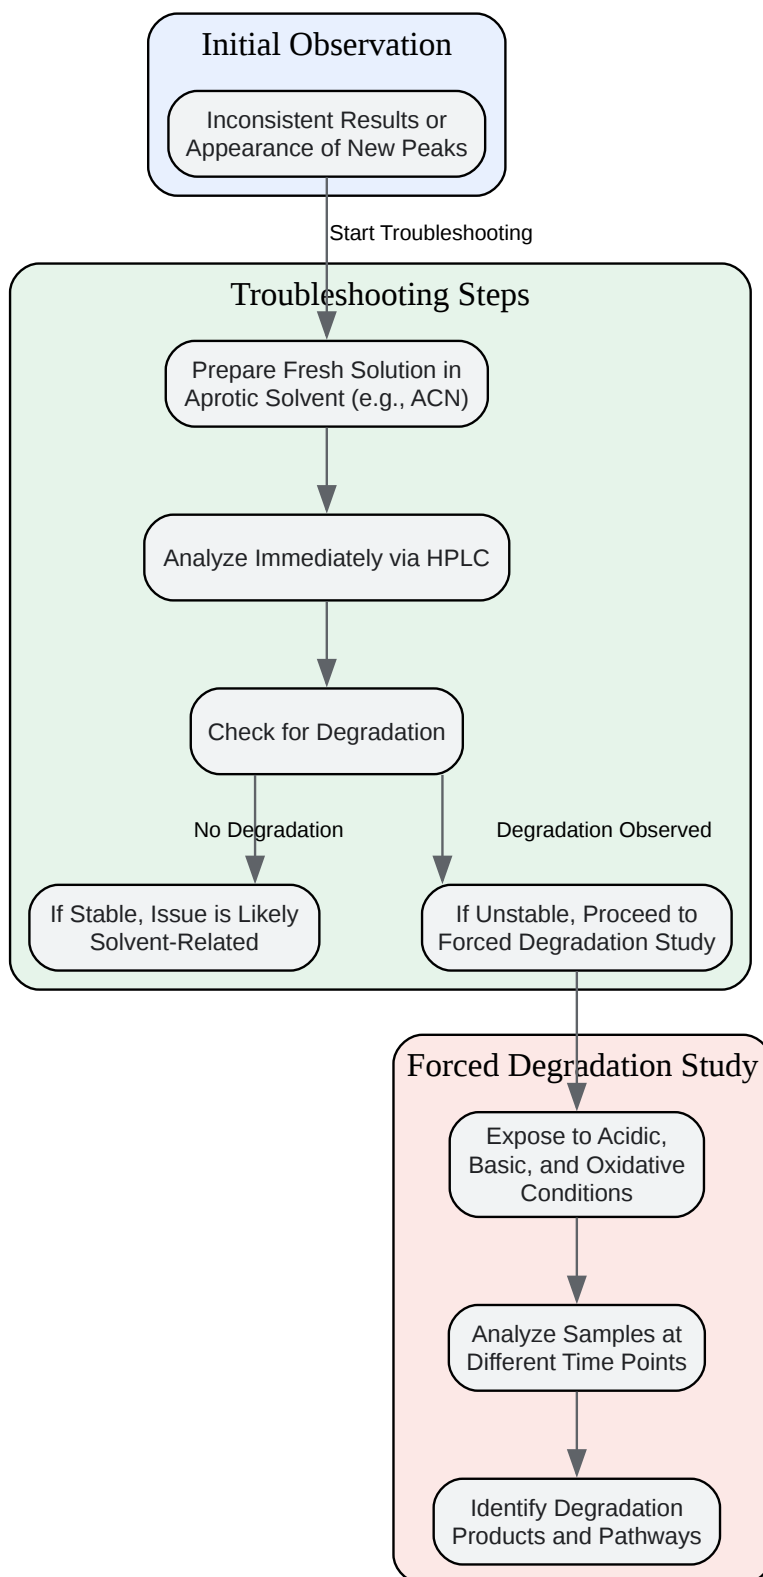 Initial Observation
Inconsistent Results or
Appearance of New Peaks
Start Troubleshooting
Troubleshooting Steps
Prepare Fresh Solution in
Aprotic Solvent (e.g., ACN)
Analyze Immediately via HPLC
Check for Degradation
No Degradation
Degradation Observed
If Stable, Issue is Likely
Solvent-Related
If Unstable, Proceed to
Forced Degradation Study
Forced Degradation Study
Expose to Acidic,
Basic, and Oxidative
Conditions
Analyze Samples at
Different Time Points
Identify Degradation
Products and Pathways